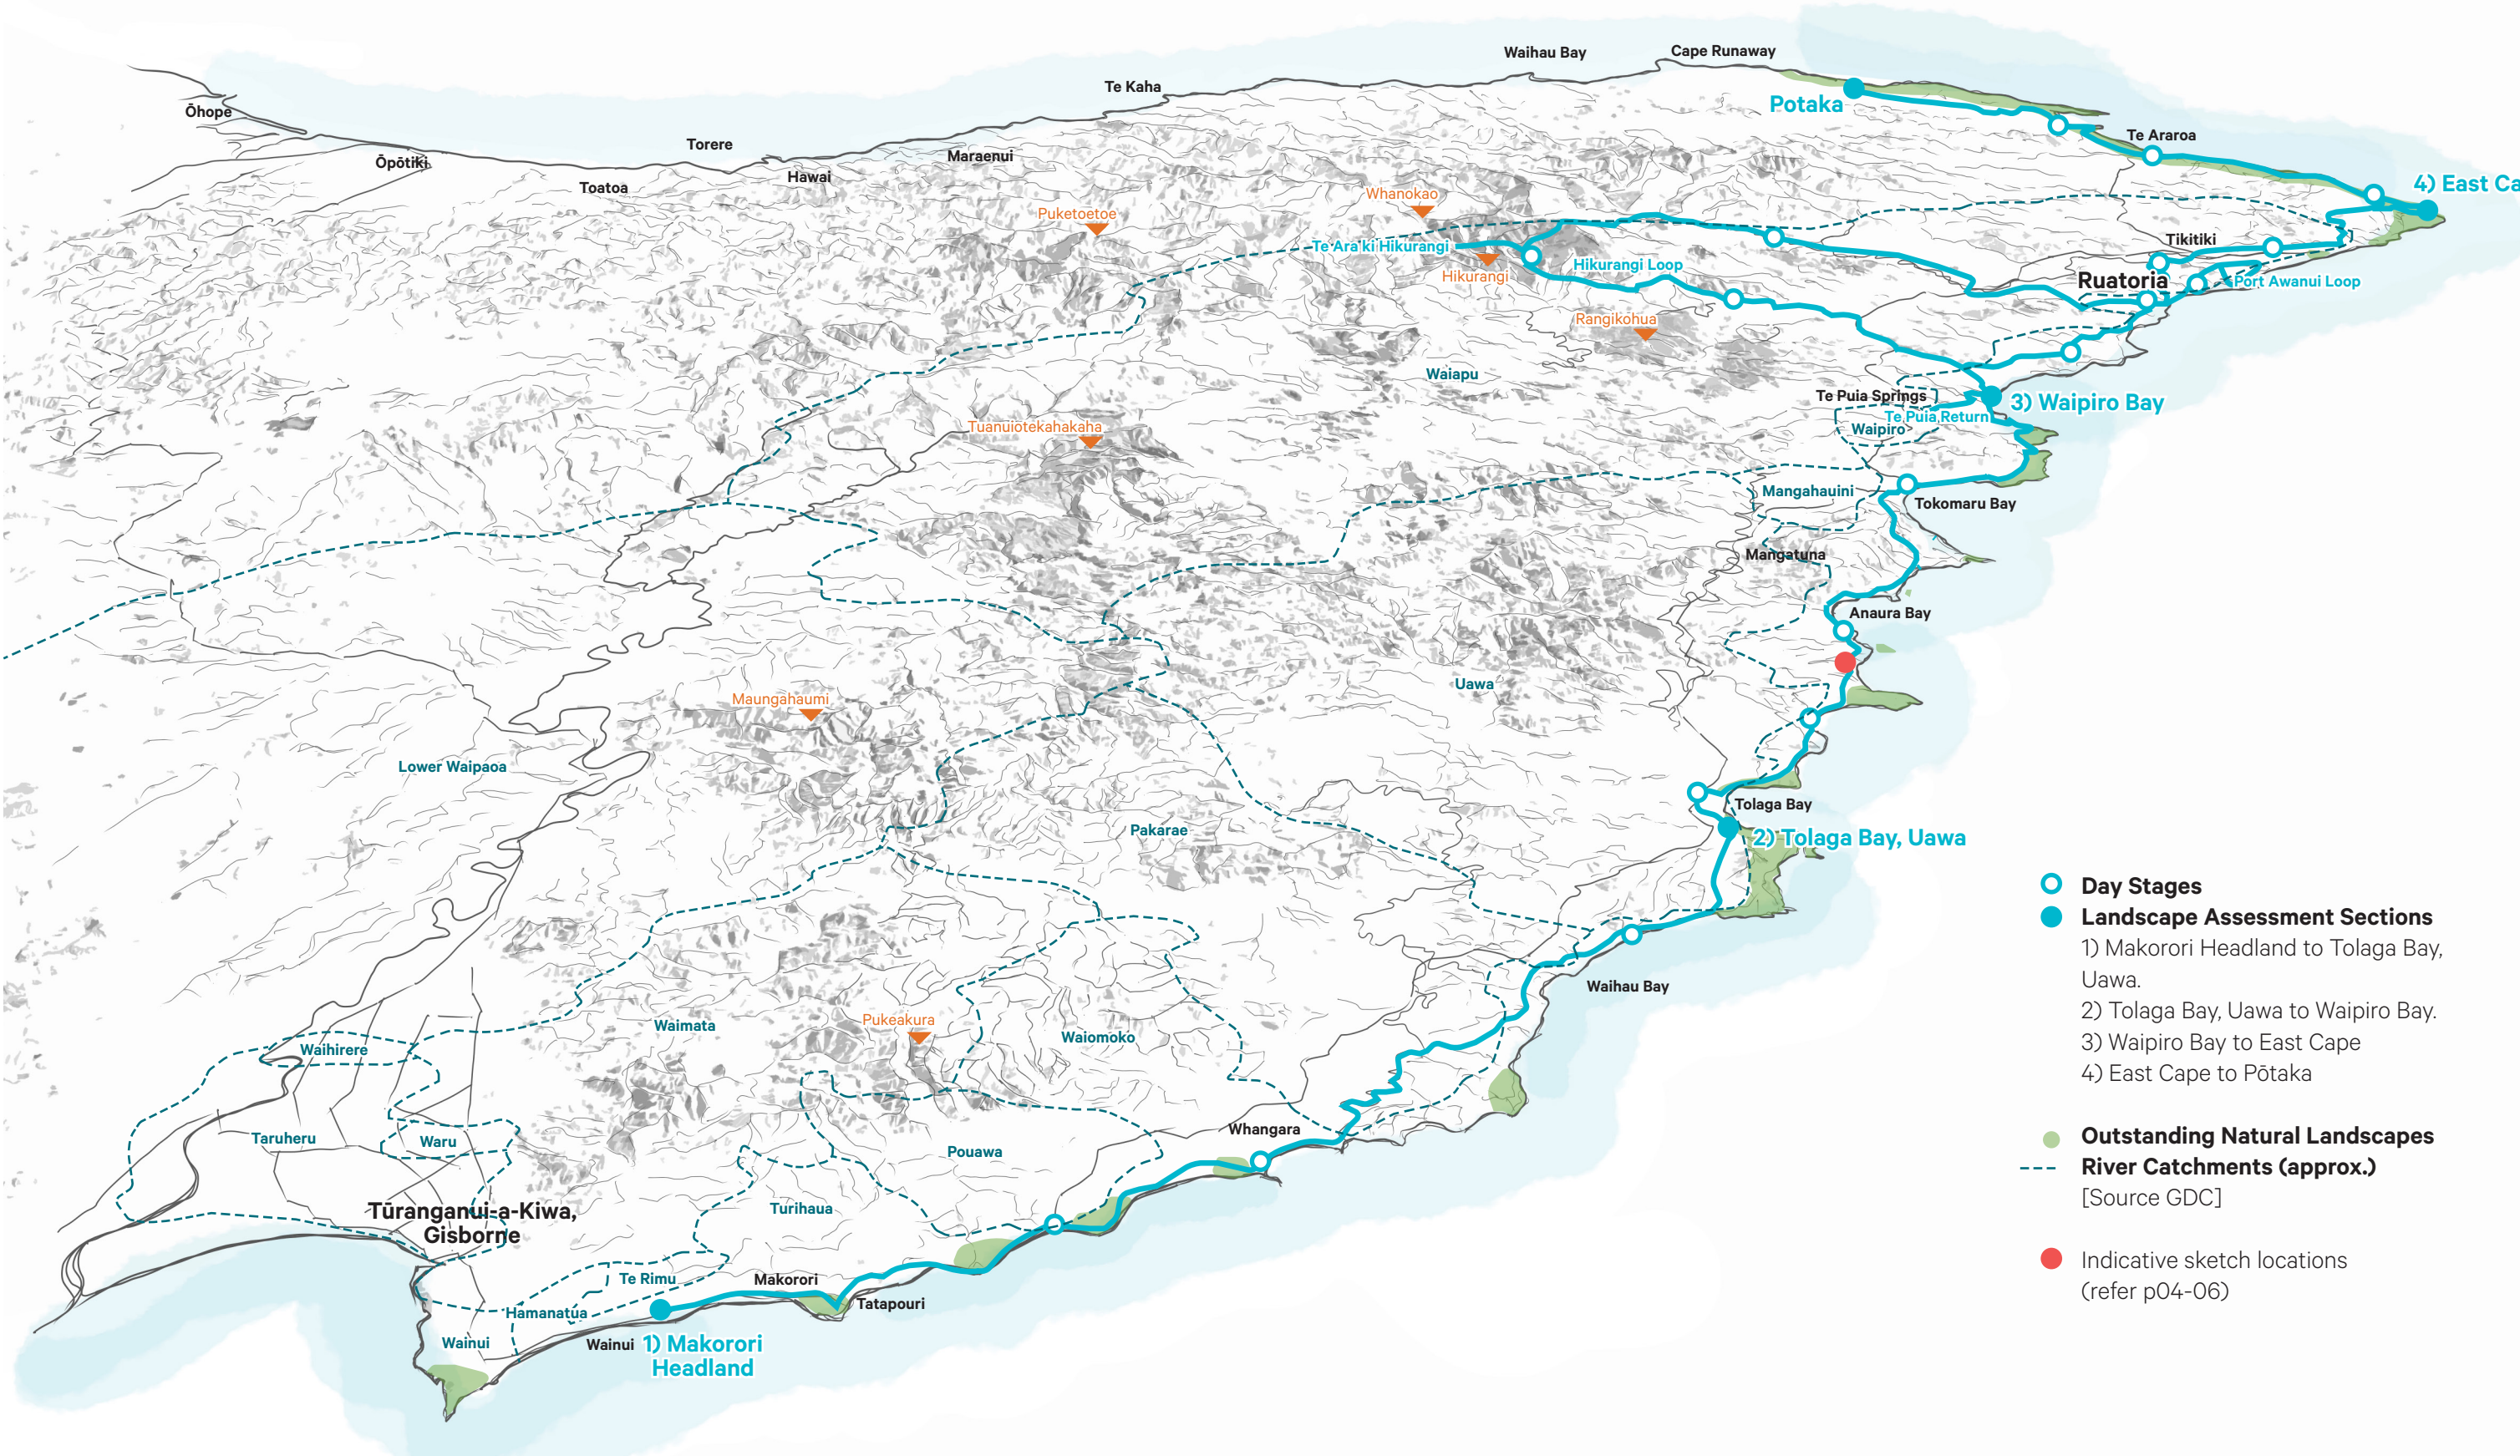 Waihau Bay
Cape Runaway
Te Kaha
Ōhope
Potaka
Te Araroa
Torere
Ōpōtiki
Maraenui
Hawai
Toatoa
4) East Ca
Whanokao
Puketoetoe
Tikitiki
Te Ara ki Hikurangi
Hikurangi Loop
Hikurangi
Ruatoria
Port Awanui Loop
Rangikohua
Waiapu
Te Puia Springs
3) Waipiro Bay
Te Puia Return
Waipiro
Tuanuiotekahakaha
Mangahauini
Tokomaru Bay
Mangatuna
Anaura Bay
Uawa
Maungahaumi
Lower Waipaoa
Tolaga Bay
Pakarae
2) Tolaga Bay, Uawa
Waihau Bay
Waimata
Pukeakura
Waiomoko
Waihirere
Taruheru
Waru
Whangara
Pouawa
Tūranganui-a-Kiwa,
Gisborne
Turihaua
Te Rimu
Makorori
Tatapouri
Hamanatua
Wainui
Wainui
1) Makorori
Headland
Day Stages
Landscape Assessment Sections
1) Makorori Headland to Tolaga Bay,
Uawa.
2) Tolaga Bay, Uawa to Waipiro Bay.
3) Waipiro Bay to East Cape
4) East Cape to Pōtaka
Outstanding Natural Landscapes
River Catchments (approx.)
[Source GDC]
Indicative sketch locations
(refer p04-06)